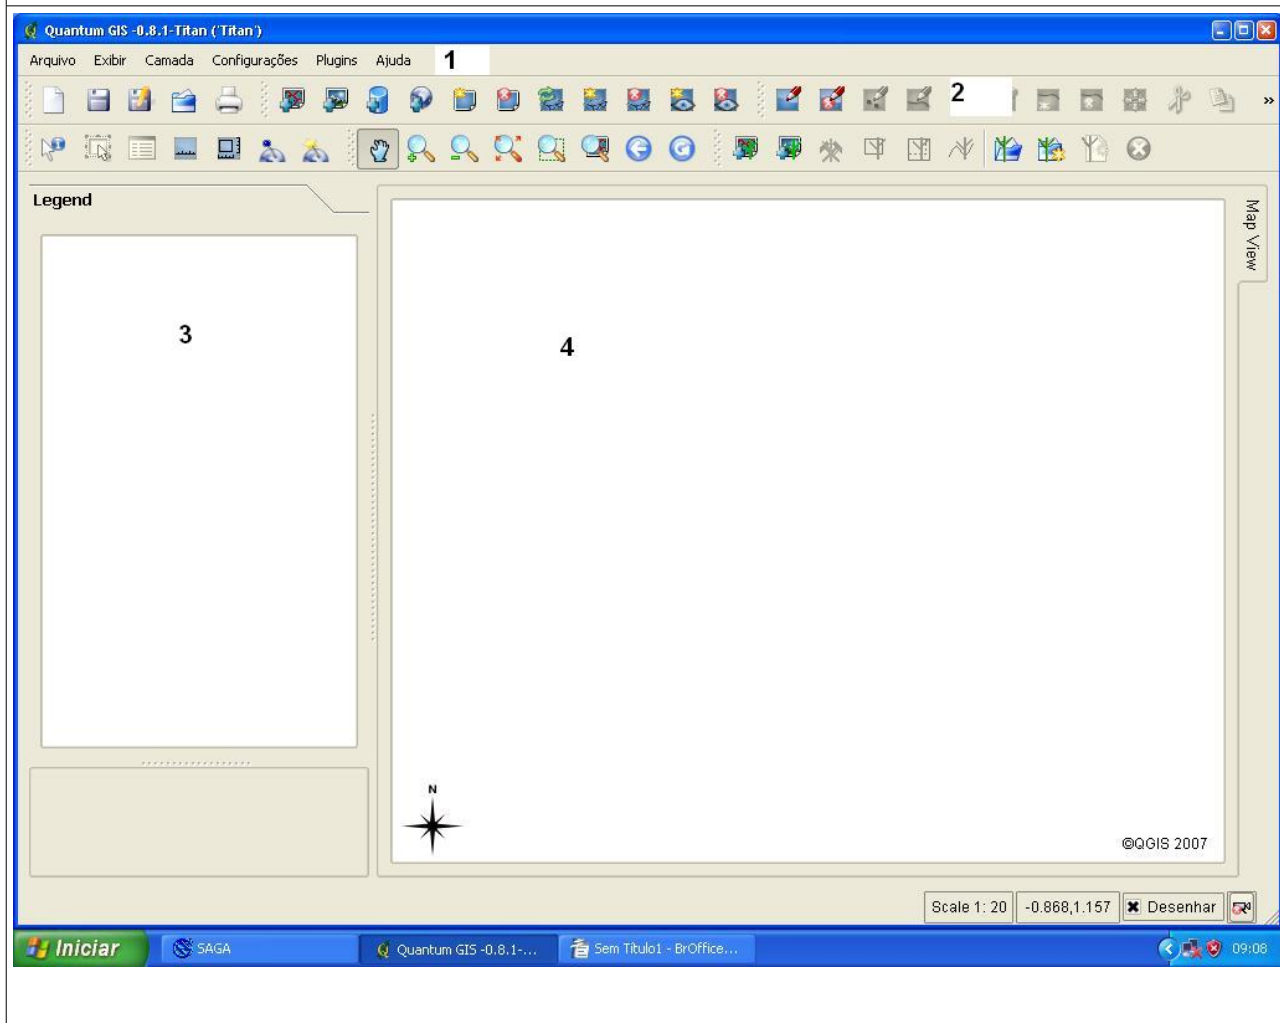 Quantum GIS -0.8.1-Titan ('Titan')
Arquivo Exibir Camada Configurações Plugins Ajuda 1
2
»
Legend
Map View
3
4
N
©QGIS 2007
Scale 1: 20 -0.868,1.157 Desenhar
Iniciar SAGA Quantum GIS -0.8.1-... Sem Título1 - BrOffice... 09:08